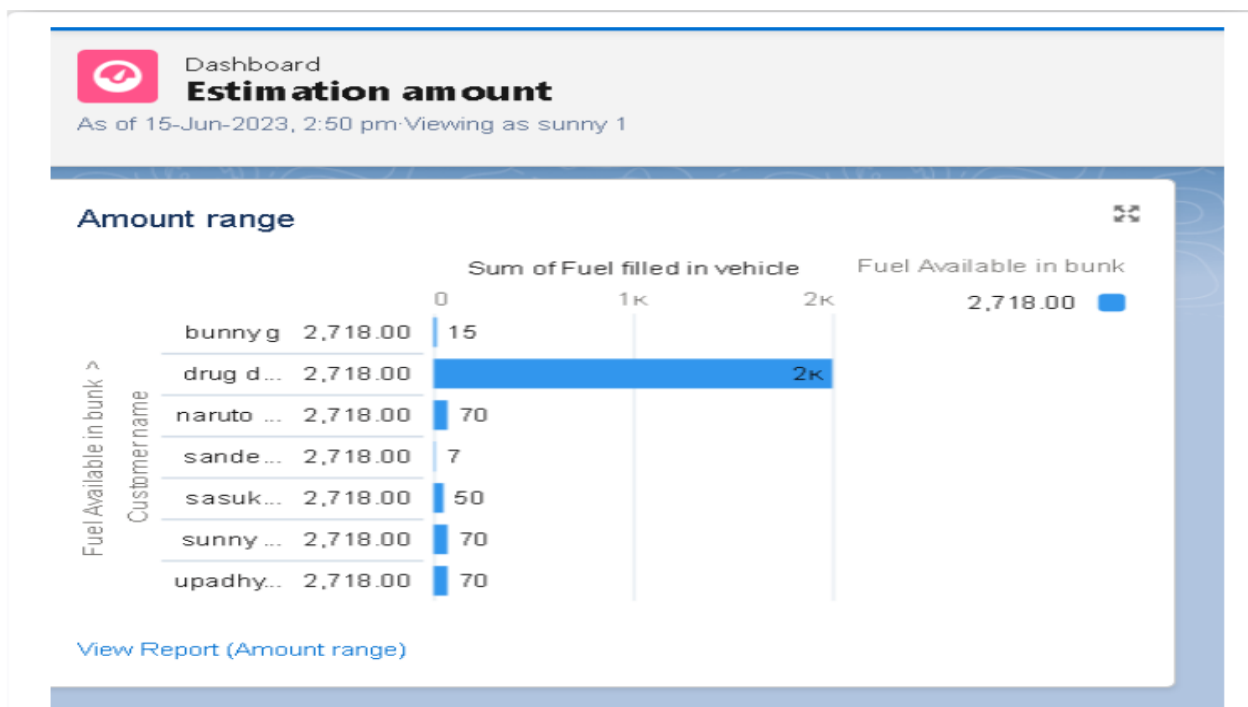 Dashboard
Estimation amount
As of 15-Jun-2023, 2:50 pm·Viewing as sunny 1
Amount range
Sum of Fuel filled in vehicle
Fuel Available in bunk
0 1K 2K
2,718.00
Fuel Available in bunk >
Customer name
bunny g 2,718.00 15
drug d... 2,718.00 2K
naruto ... 2,718.00 70
sande... 2,718.00 7
sasuk... 2,718.00 50
sunny ... 2,718.00 70
upadhy... 2,718.00 70
View Report (Amount range)